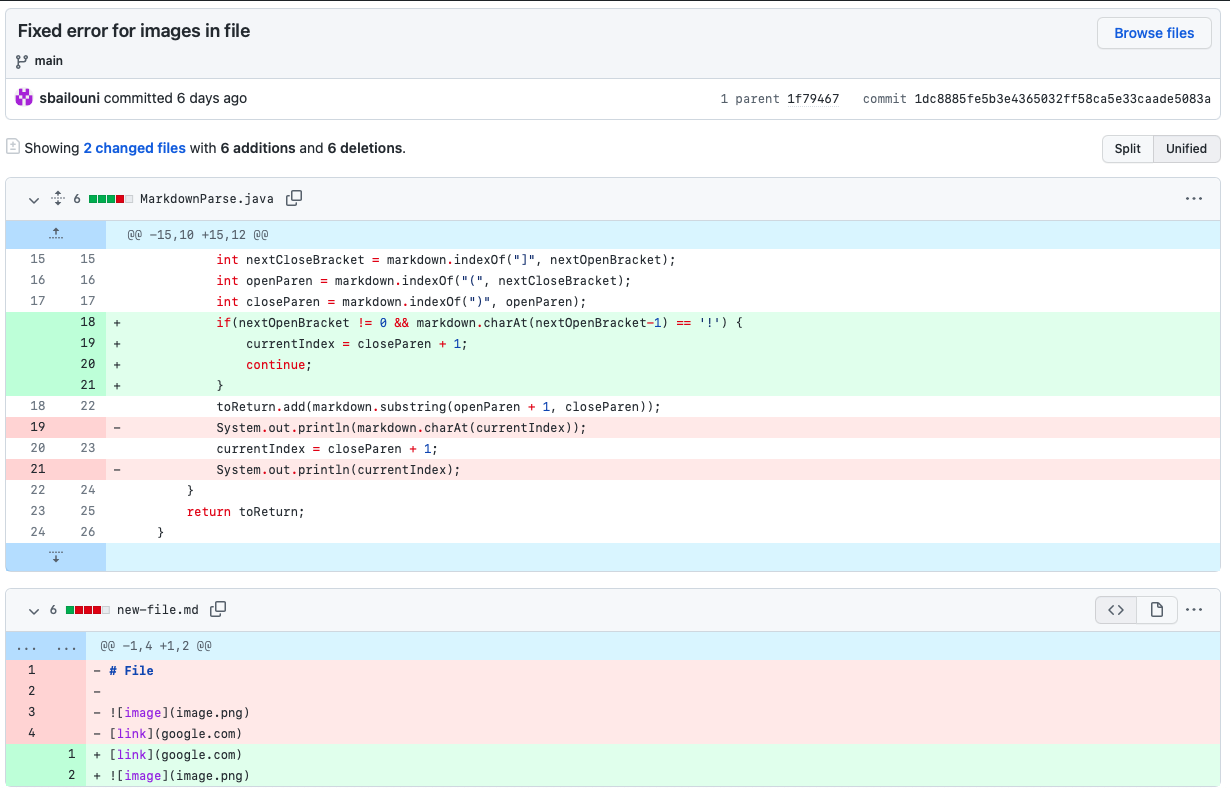 Fixed error for images in file
Browse files
main
sbailouni committed 6 days ago
1 parent 1f79467 commit 1dc8885fe5b3e4365032ff58ca5e33caade5083a
Showing 2 changed files with 6 additions and 6 deletions.
Split Unified
6 MarkdownParse.java
@@ -15,10 +15,12 @@
15 15 int nextCloseBracket = markdown.indexOf("]", nextOpenBracket);
16 16 int openParen = markdown.indexOf("(", nextCloseBracket);
17 17 int closeParen = markdown.indexOf(")", openParen);
18 + if(nextOpenBracket != 0 && markdown.charAt(nextOpenBracket-1) == '!') {
19 + currentIndex = closeParen + 1;
20 + continue;
21 + }
18 22 toReturn.add(markdown.substring(openParen + 1, closeParen));
19 - System.out.println(markdown.charAt(currentIndex));
20 23 currentIndex = closeParen + 1;
21 - System.out.println(currentIndex);
22 24 }
23 25 return toReturn;
24 26 }
6 new-file.md
... ... @@ -1,4 +1,2 @@
1 - # File
2 -
3 - ![image](image.png)
4 - [link](google.com)
1 + [link](google.com)
2 + ![image](image.png)